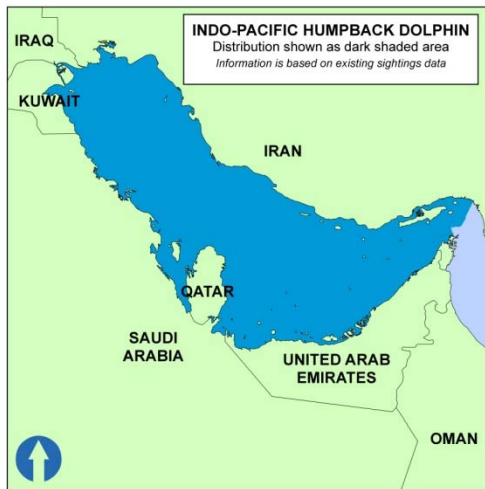 INDO-PACIFIC HUMPBACK DOLPHIN
Distribution shown as dark shaded area
Information is based on existing sightings data
IRAQ
KUWAIT
IRAN
QATAR
SAUDI
ARABIA
UNITED ARAB
EMIRATES
OMAN